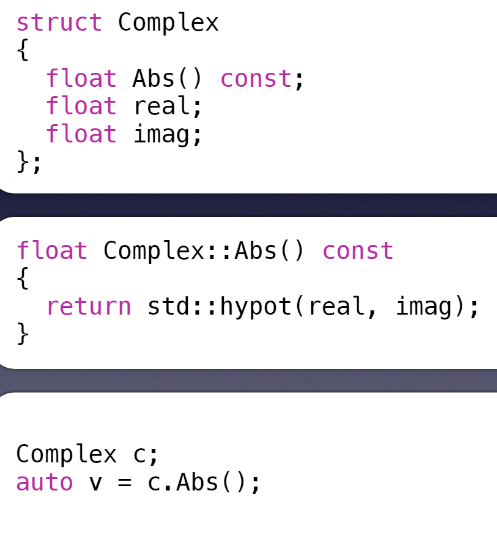 struct Complex
{
  float Abs() const;
  float real;
  float imag;
};
float Complex::Abs() const
{
  return std::hypot(real, imag);
}
Complex c;
auto v = c.Abs();